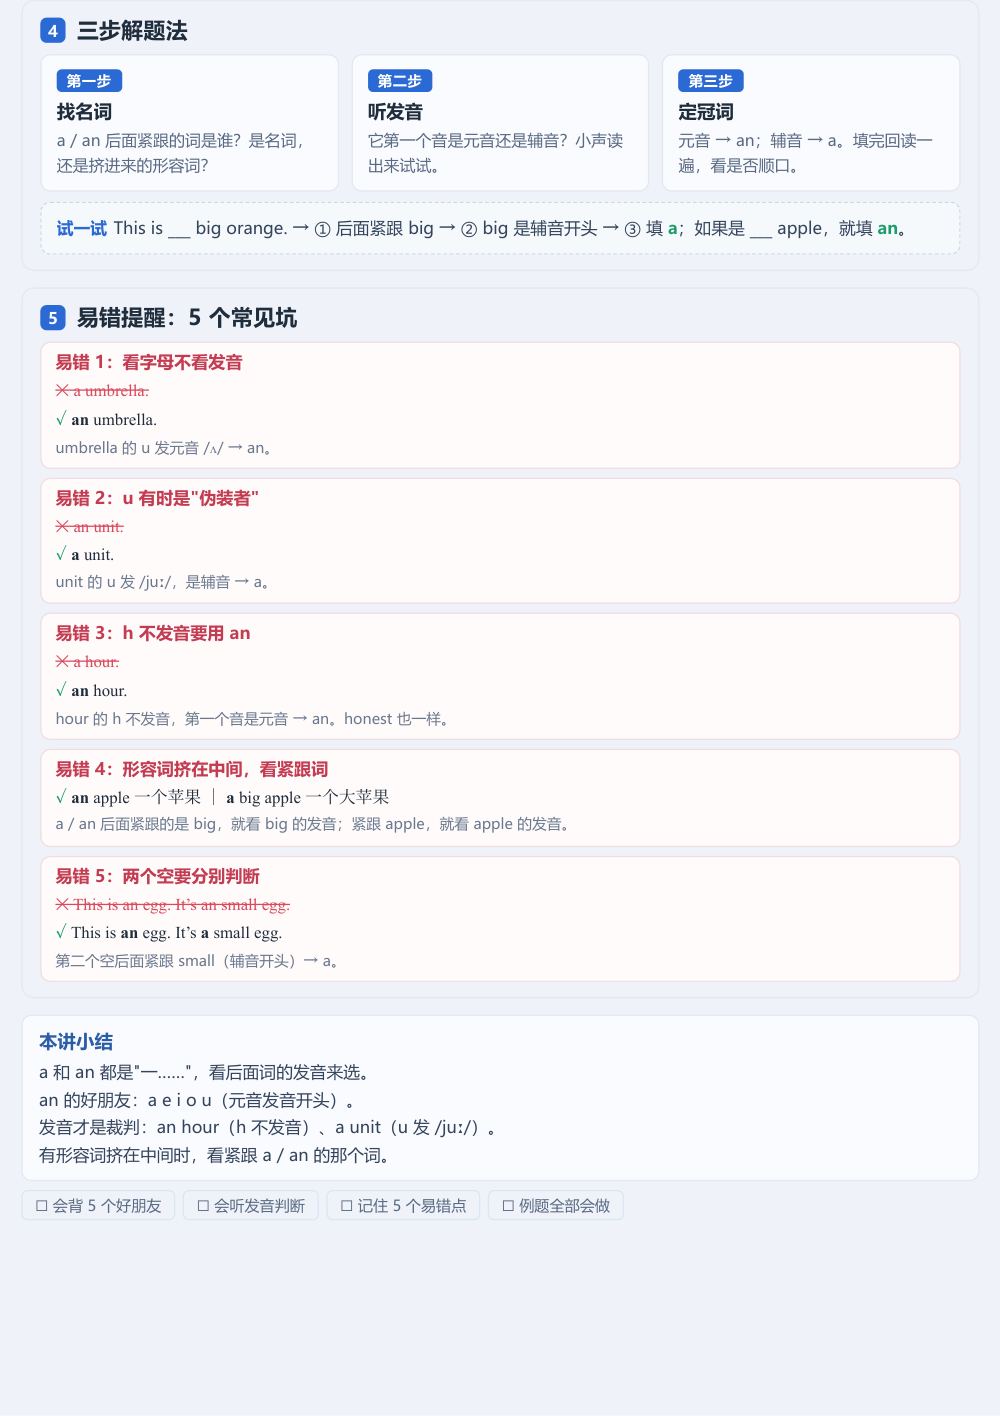 4 三步解题法
第一步
找名词
a / an 后面紧跟的词是谁？是名词，
还是挤进来的形容词？
第二步
听发音
它第一个音是元音还是辅音？小声读
出来试试。
第三步
定冠词
元音 → an；辅音 → a。填完回读一
遍，看是否顺口。
试一试 This is ___ big orange. → ① 后面紧跟 big → ② big 是辅音开头 → ③ 填 a；如果是 ___ apple，就填 an。
5 易错提醒：5 个常见坑
易错 1：看字母不看发音
✕ a umbrella.
√ an umbrella.
umbrella 的 u 发元音 /ʌ/ → an。
易错 2：u 有时是"伪装者"
✕ an unit.
√ a unit.
unit 的 u 发 /juː/，是辅音 → a。
易错 3：h 不发音要用 an
✕ a hour.
√ an hour.
hour 的 h 不发音，第一个音是元音 → an。honest 也一样。
易错 4：形容词挤在中间，看紧跟词
√ an apple 一个苹果 ｜ a big apple 一个大苹果
a / an 后面紧跟的是 big，就看 big 的发音；紧跟 apple，就看 apple 的发音。
易错 5：两个空要分别判断
✕ This is an egg. It’s an small egg.
√ This is an egg. It’s a small egg.
第二个空后面紧跟 small（辅音开头）→ a。
本讲小结
a 和 an 都是"一……"，看后面词的发音来选。
an 的好朋友：a e i o u（元音发音开头）。
发音才是裁判：an hour（h 不发音）、a unit（u 发 /juː/）。
有形容词挤在中间时，看紧跟 a / an 的那个词。
☐ 会背 5 个好朋友 ☐ 会听发音判断 ☐ 记住 5 个易错点 ☐ 例题全部会做